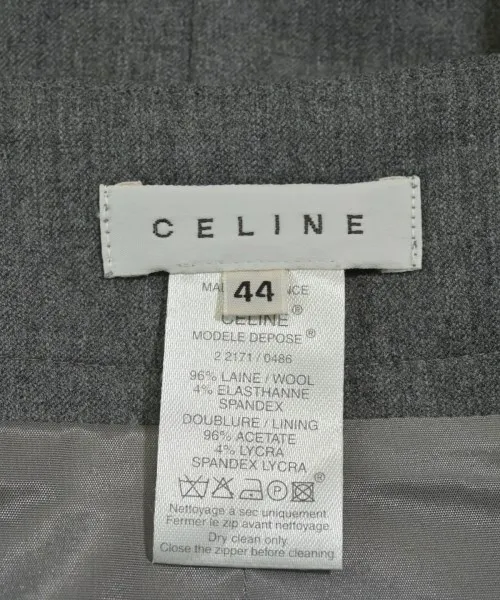 CELINE
44
CELINE®
MODELE DEPOSE®
2 2171 / 0486
96% LAINE / WOOL
4% ELASTHANNE
SPANDEX
DOUBLURE / LINING
96% ACETATE
4% LYCRA
SPANDEX LYCRA
Nettoyage à sec uniquement
Fermer le zip avant nettoyage.
Dry clean only
Close the zipper before cleaning